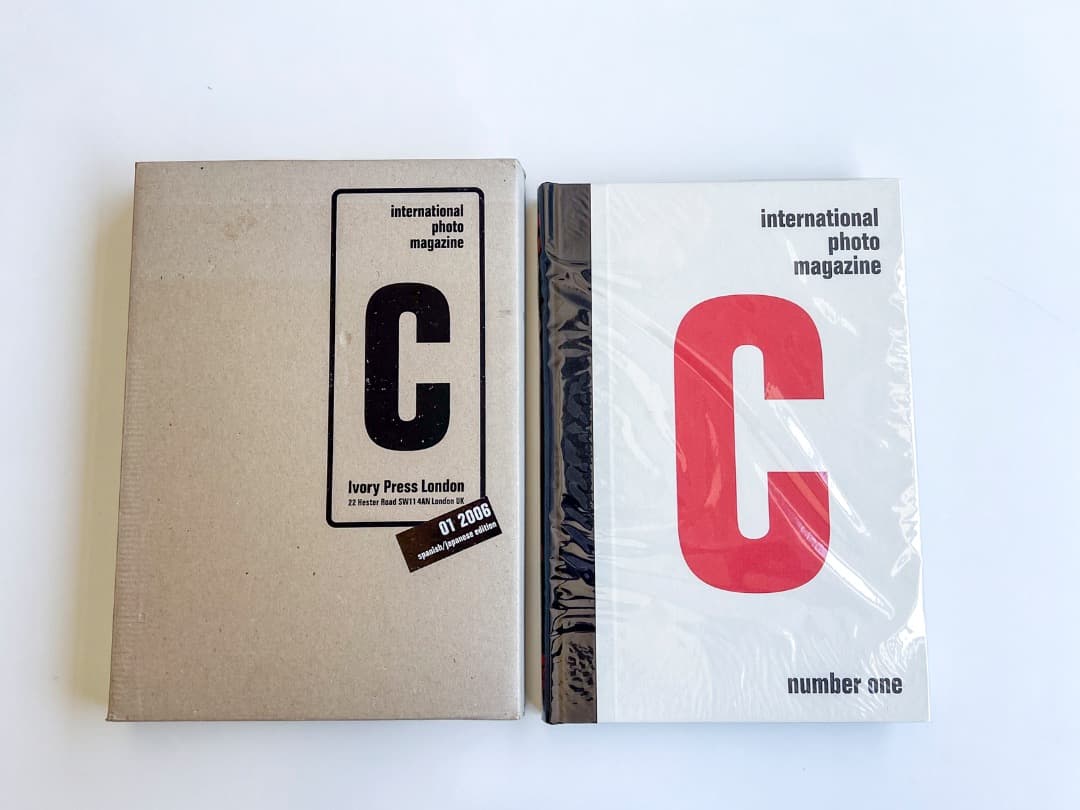 international
photo
magazine
C
Ivory Press London
22 Hester Road SW11 4AN London UK
01 2006
spanish/japanese edition
international
photo
magazine
C
number one